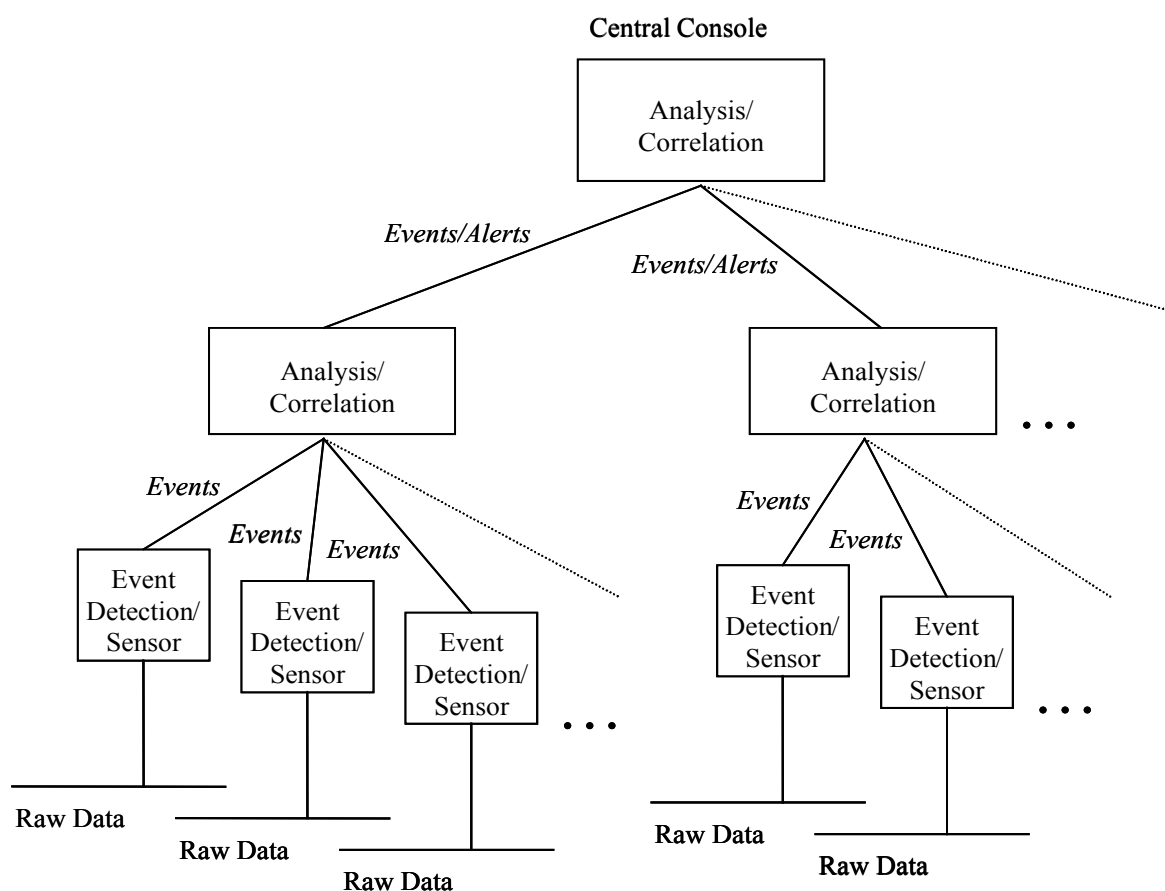 Central Console
Analysis/
Correlation
Events/Alerts
Events/Alerts
Analysis/
Correlation
Analysis/
Correlation
Events
Events
Events
Events
Events
Event
Detection/
Sensor
Event
Detection/
Sensor
Event
Detection/
Sensor
Event
Detection/
Sensor
Event
Detection/
Sensor
Raw Data
Raw Data
Raw Data
Raw Data
Raw Data